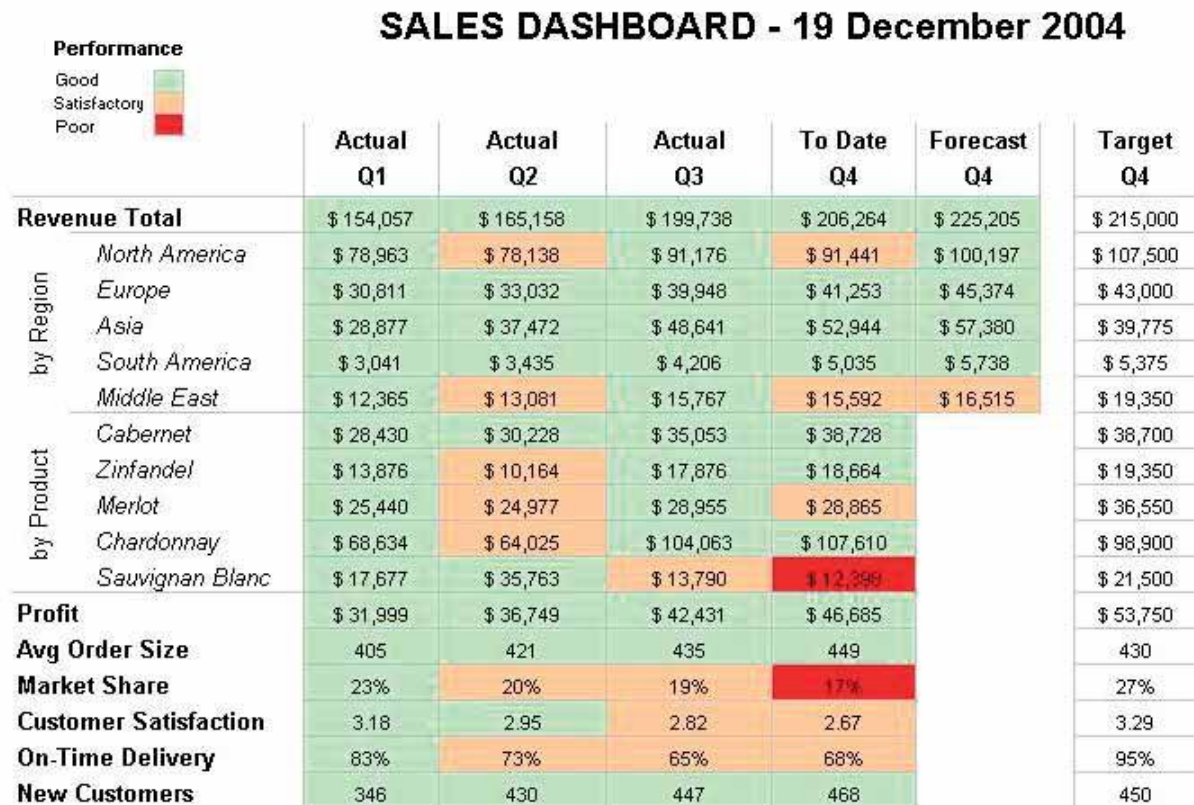 SALES DASHBOARD - 19 December 2004
Performance
Good
Satisfactory
Poor
Actual Actual Actual To Date Forecast Target
Q1 Q2 Q3 Q4 Q4 Q4
Revenue Total $ 154,057 $ 165,158 $ 199,738 $ 206,264 $ 225,205 $ 215,000
by Region
North America $ 78,963 $ 78,138 $ 91,176 $ 91,441 $ 100,197 $ 107,500
Europe $ 30,811 $ 33,032 $ 39,948 $ 41,253 $ 45,374 $ 43,000
Asia $ 28,877 $ 37,472 $ 48,641 $ 52,944 $ 57,380 $ 39,775
South America $ 3,041 $ 3,435 $ 4,206 $ 5,035 $ 5,738 $ 5,375
Middle East $ 12,365 $ 13,081 $ 15,767 $ 15,592 $ 16,515 $ 19,350
by Product
Cabernet $ 28,430 $ 30,228 $ 35,053 $ 38,728 $ 38,700
Zinfandel $ 13,876 $ 10,164 $ 17,876 $ 18,664 $ 19,350
Merlot $ 25,440 $ 24,977 $ 28,955 $ 28,865 $ 36,550
Chardonnay $ 68,634 $ 64,025 $ 104,063 $ 107,610 $ 98,900
Sauvignan Blanc $ 17,677 $ 35,763 $ 13,790 $ 12,399 $ 21,500
Profit $ 31,999 $ 36,749 $ 42,431 $ 46,685 $ 53,750
Avg Order Size 405 421 435 449 430
Market Share 23% 20% 19% 17% 27%
Customer Satisfaction 3.18 2.95 2.82 2.67 3.29
On-Time Delivery 83% 73% 65% 68% 95%
New Customers 346 430 447 468 450